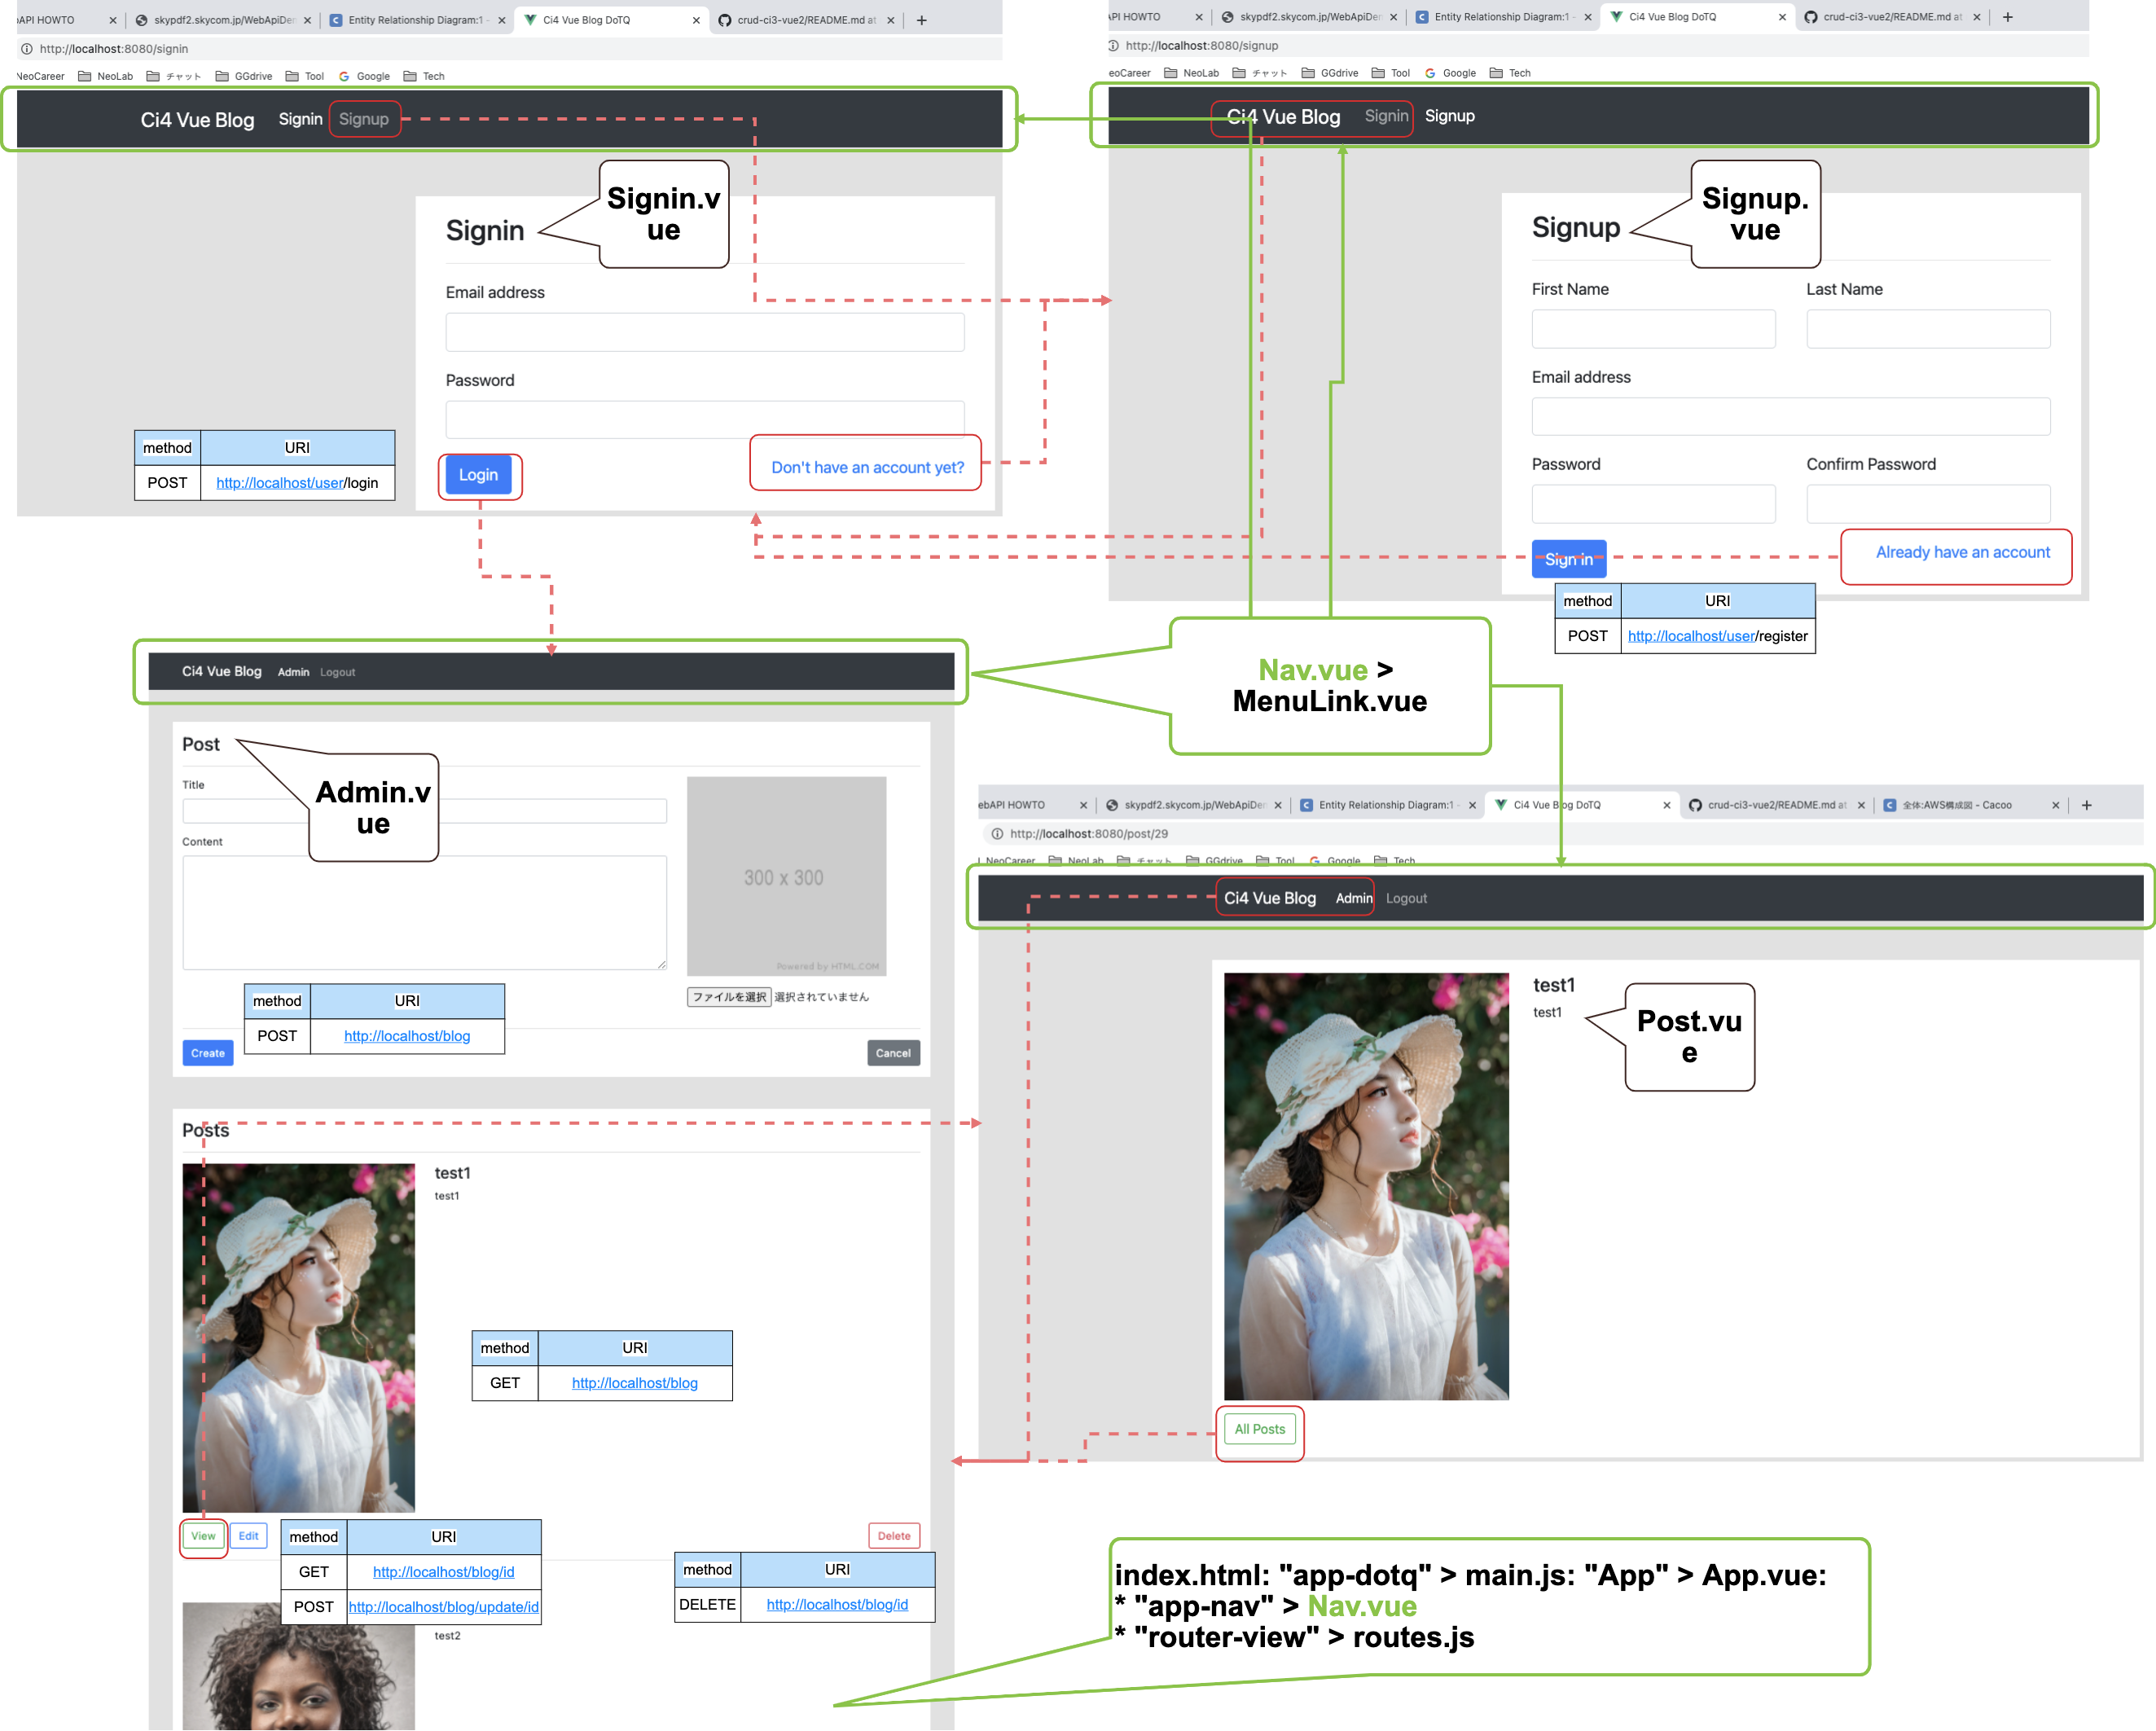 skypdf2.skycom.jp/WebApiDen
Entity Relationship Diagram:1 -
Ci4 Vue Blog DoTQ
crud-ci3-vue2/README.md at
http://localhost:8080/signin
NeoCareer NeoLab チャット GGdrive Tool Google Tech
Ci4 Vue Blog Signin Signup
Signin.v
ue
Signin
Email address
Password
Login
Don't have an account yet?
method URI
POST http://localhost/user/login
API HOWTO
skypdf2.skycom.jp/WebApiDen
Entity Relationship Diagram:1 -
Ci4 Vue Blog DoTQ
crud-ci3-vue2/README.md at
http://localhost:8080/signup
eoCareer NeoLab チャット GGdrive Tool Google Tech
Ci4 Vue Blog Signin Signup
Signup.
vue
Signup
First Name Last Name
Email address
Password Confirm Password
Sign in
Already have an account
method URI
POST http://localhost/user/register
Nav.vue >
MenuLink.vue
Ci4 Vue Blog Admin Logout
Post
Admin.v
ue
Title
Content
300 x 300
Powered by HTML.COM
ファイルを選択 選択されていません
method URI
POST http://localhost/blog
Create
Cancel
Posts
test1
test1
method URI
GET http://localhost/blog
View
Edit
method URI
GET http://localhost/blog/id
POST http://localhost/blog/update/id
Delete
method URI
DELETE http://localhost/blog/id
test2
ebAPI HOWTO
skypdf2.skycom.jp/WebApiDen
Entity Relationship Diagram:1 -
Ci4 Vue Blog DoTQ
crud-ci3-vue2/README.md at
全体:AWS構成図 - Cacoo
http://localhost:8080/post/29
NeoCareer NeoLab チャット GGdrive Tool Google Tech
Ci4 Vue Blog Admin Logout
test1
test1
Post.vu
e
All Posts
index.html: "app-dotq" > main.js: "App" > App.vue:
* "app-nav" > Nav.vue
* "router-view" > routes.js